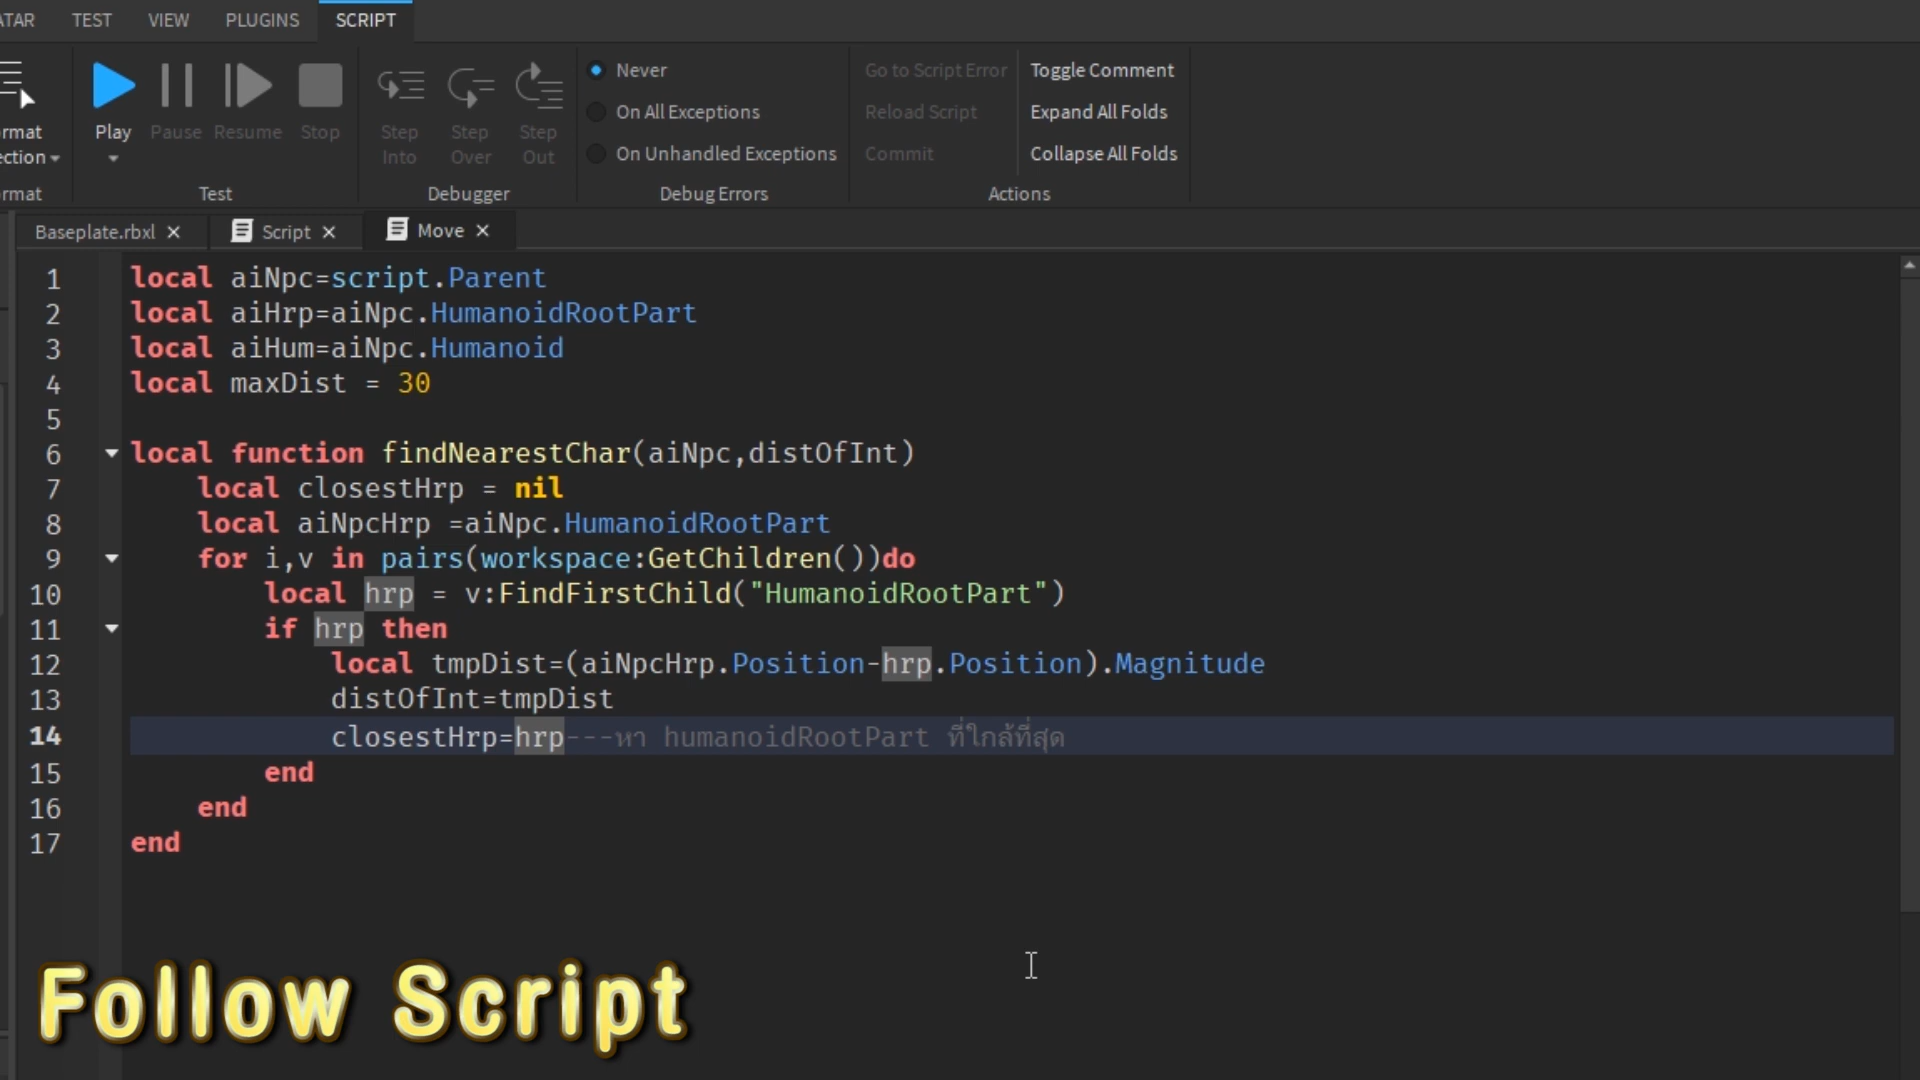 ATAR TEST VIEW PLUGINS SCRIPT
Never Go to Script Error Toggle Comment
On All Exceptions Reload Script Expand All Folds
rmat Play Pause Resume Stop Step Into Step Over Step Out
ection On Unhandled Exceptions Commit Collapse All Folds
rmat Test Debugger Debug Errors Actions
Baseplate.rbxl Script Move
1 local aiNpc=script.Parent
2 local aiHrp=aiNpc.HumanoidRootPart
3 local aiHum=aiNpc.Humanoid
4 local maxDist = 30
5
6 local function findNearestChar(aiNpc,distOfInt)
7 local closestHrp = nil
8 local aiNpcHrp =aiNpc.HumanoidRootPart
9 for i,v in pairs(workspace:GetChildren())do
10 local hrp = v:FindFirstChild("HumanoidRootPart")
11 if hrp then
12 local tmpDist=(aiNpcHrp.Position-hrp.Position).Magnitude
13 distOfInt=tmpDist
14 closestHrp=hrp---หา humanoidRootPart ที่ใกล้ที่สุด
15 end
16 end
17 end
Follow Script